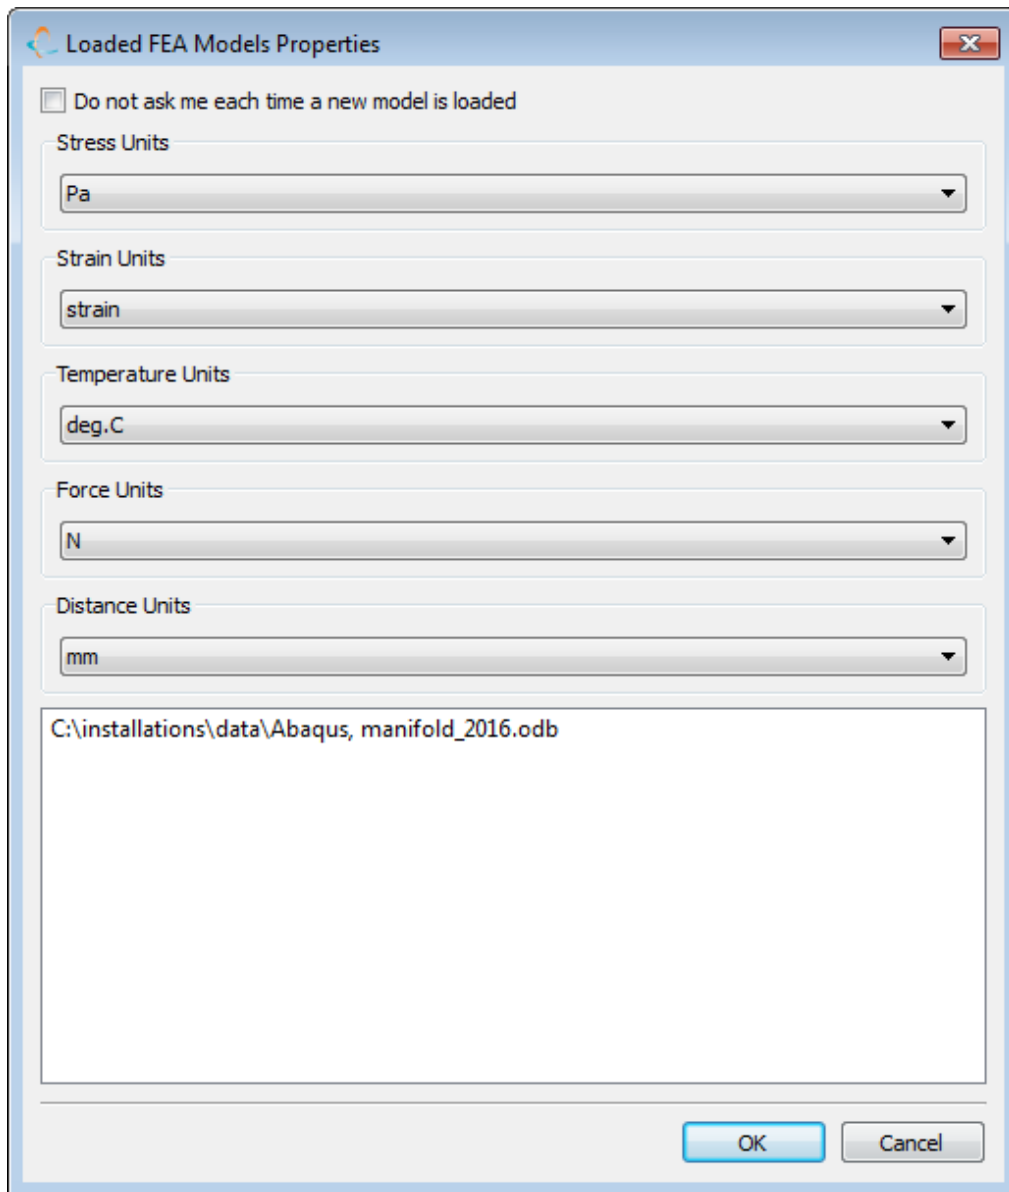 Loaded FEA Models Properties
Do not ask me each time a new model is loaded
Stress Units
Pa
Strain Units
strain
Temperature Units
deg.C
Force Units
N
Distance Units
mm
C:\installations\data\Abaqus, manifold_2016.odb
OK
Cancel